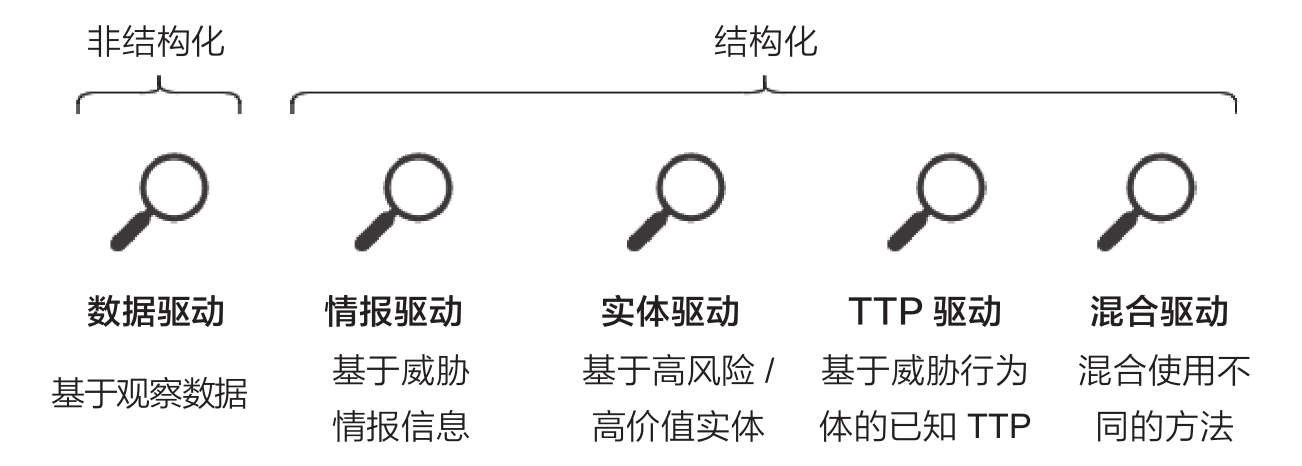 非结构化
结构化
数据驱动
基于观察数据
情报驱动
基于威胁
情报信息
实体驱动
基于高风险 /
高价值实体
TTP 驱动
基于威胁行为
体的已知 TTP
混合驱动
混合使用不
同的方法